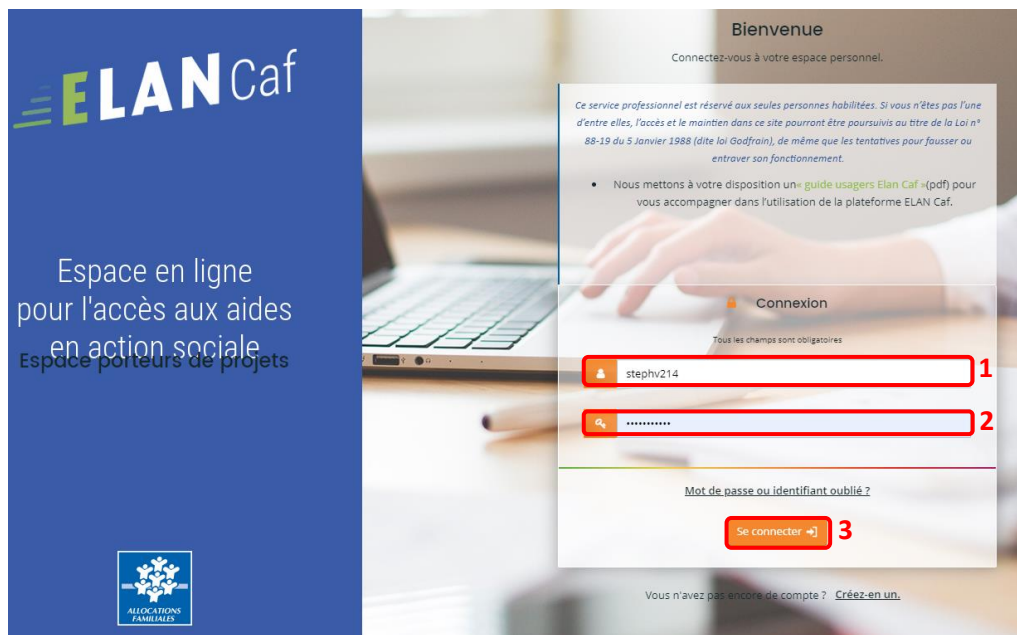 ELAN Caf
Espace en ligne
pour l'accès aux aides
en action sociale
Espace porteurs de projets
ALLOCATIONS
FAMILIALES
Bienvenue
Connectez-vous à votre espace personnel.
Ce service professionnel est réservé aux seules personnes habilitées. Si vous n'êtes pas l'une
d'entre elles, l'accès et le maintien dans ce site pourront être poursuivis au titre de la Loi n°
88-19 du 5 Janvier 1988 (dite loi Godfrain), de même que les tentatives pour fausser ou
entraver son fonctionnement.
• Nous mettons à votre disposition un« guide usagers Elan Caf »(pdf) pour
vous accompagner dans l'utilisation de la plateforme ELAN Caf.
Connexion
Tous les champs sont obligatoires
stephv214 1
••••••••••• 2
Mot de passe ou identifiant oublié ?
Se connecter 3
Vous n'avez pas encore de compte ? Créez-en un.